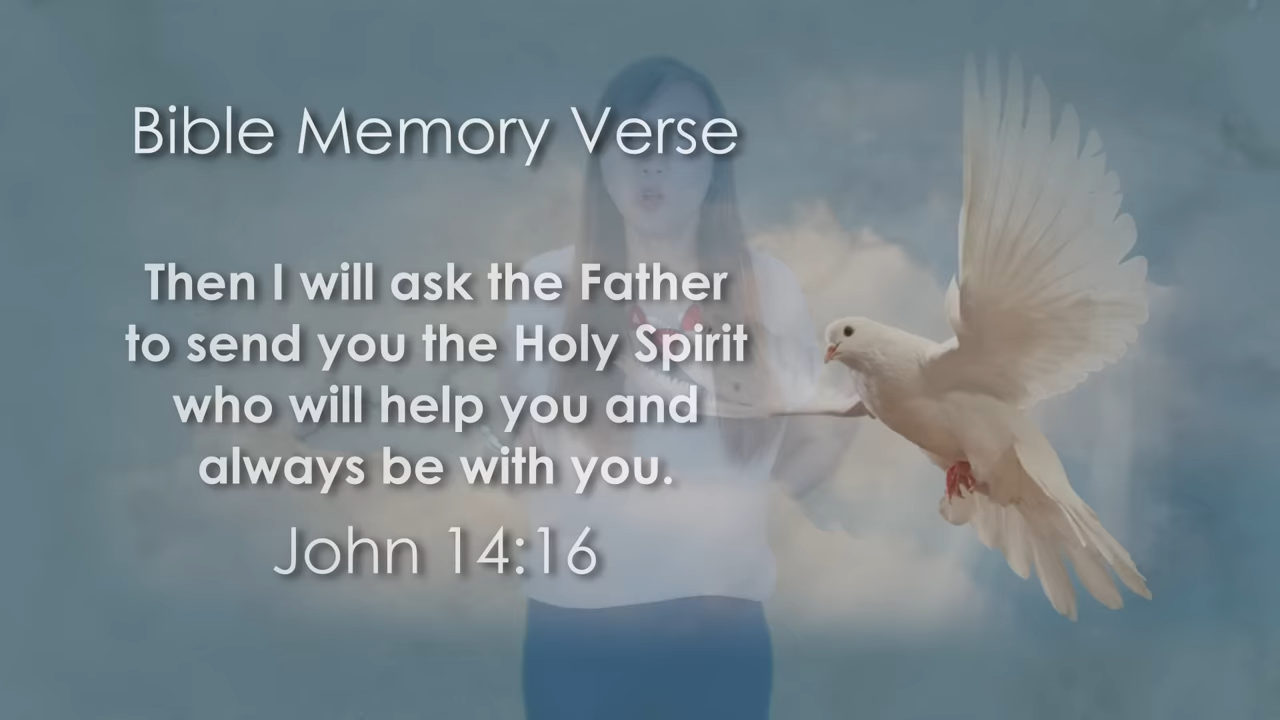 Bible Memory Verse
Then I will ask the Father
to send you the Holy Spirit
who will help you and
always be with you.
John 14:16